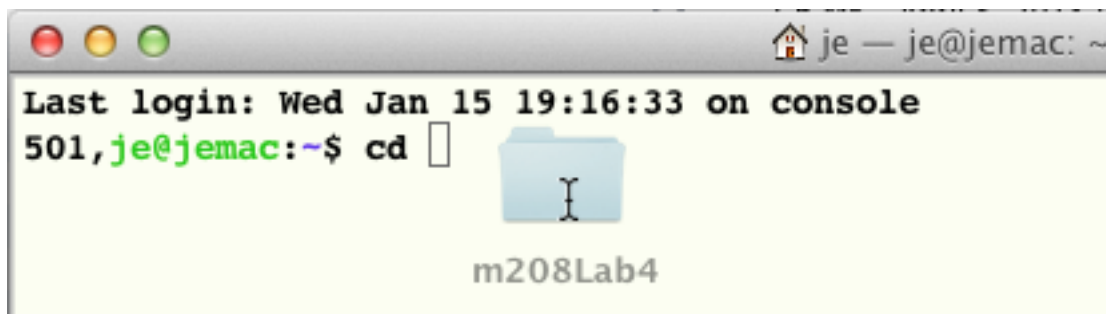 je — je@jemac: ~
Last login: Wed Jan 15 19:16:33 on console
501,je@jemac:~$ cd
m208Lab4